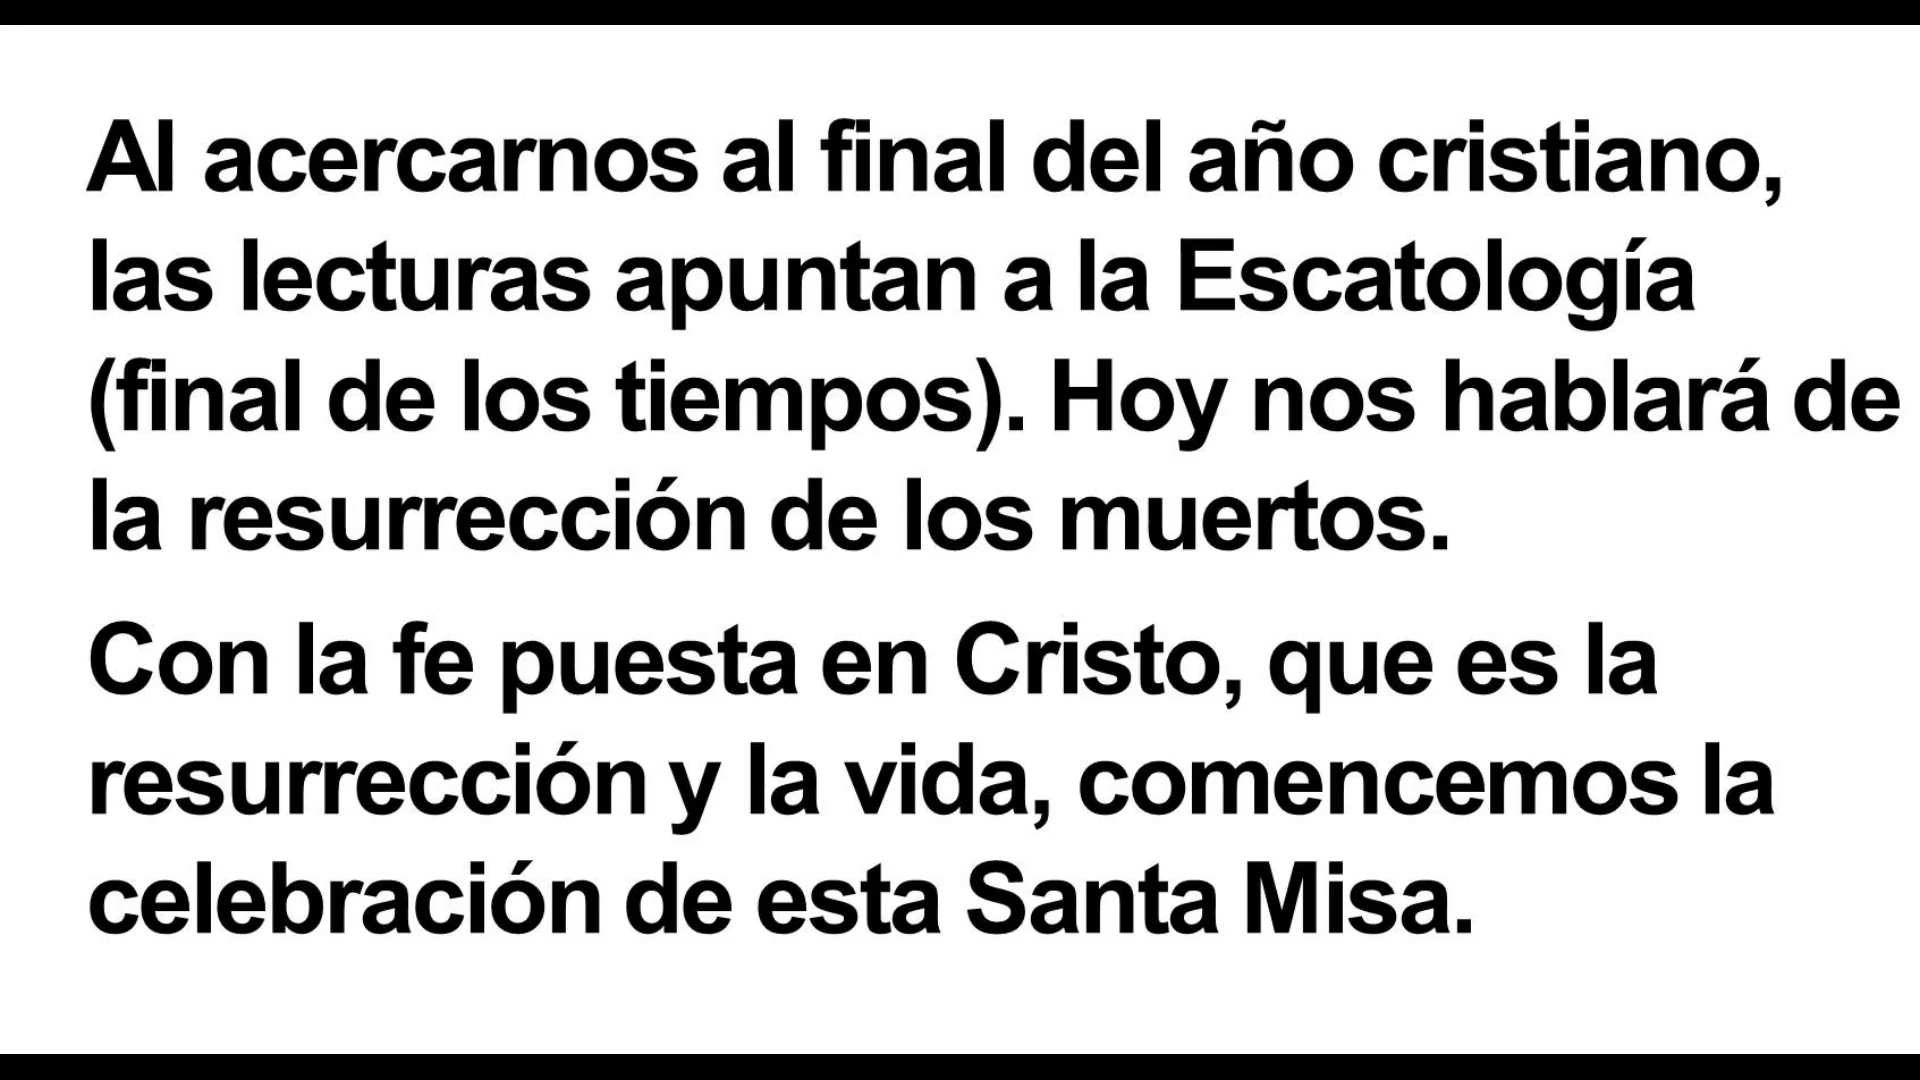 Al acercarnos al final del año cristiano,
las lecturas apuntan a la Escatología
(final de los tiempos). Hoy nos hablará de
la resurrección de los muertos.
Con la fe puesta en Cristo, que es la
resurrección y la vida, comencemos la
celebración de esta Santa Misa.